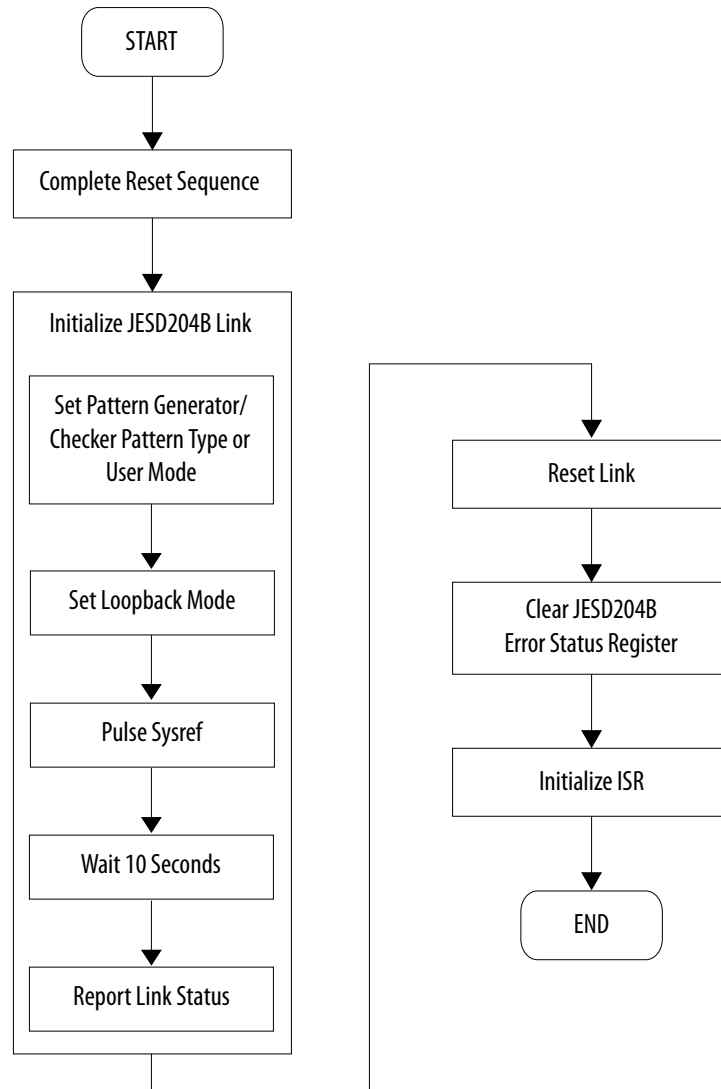 START
Complete Reset Sequence
Initialize JESD204B Link
Set Pattern Generator/
Checker Pattern Type or
User Mode
Set Loopback Mode
Pulse Sysref
Wait 10 Seconds
Report Link Status
Reset Link
Clear JESD204B
Error Status Register
Initialize ISR
END